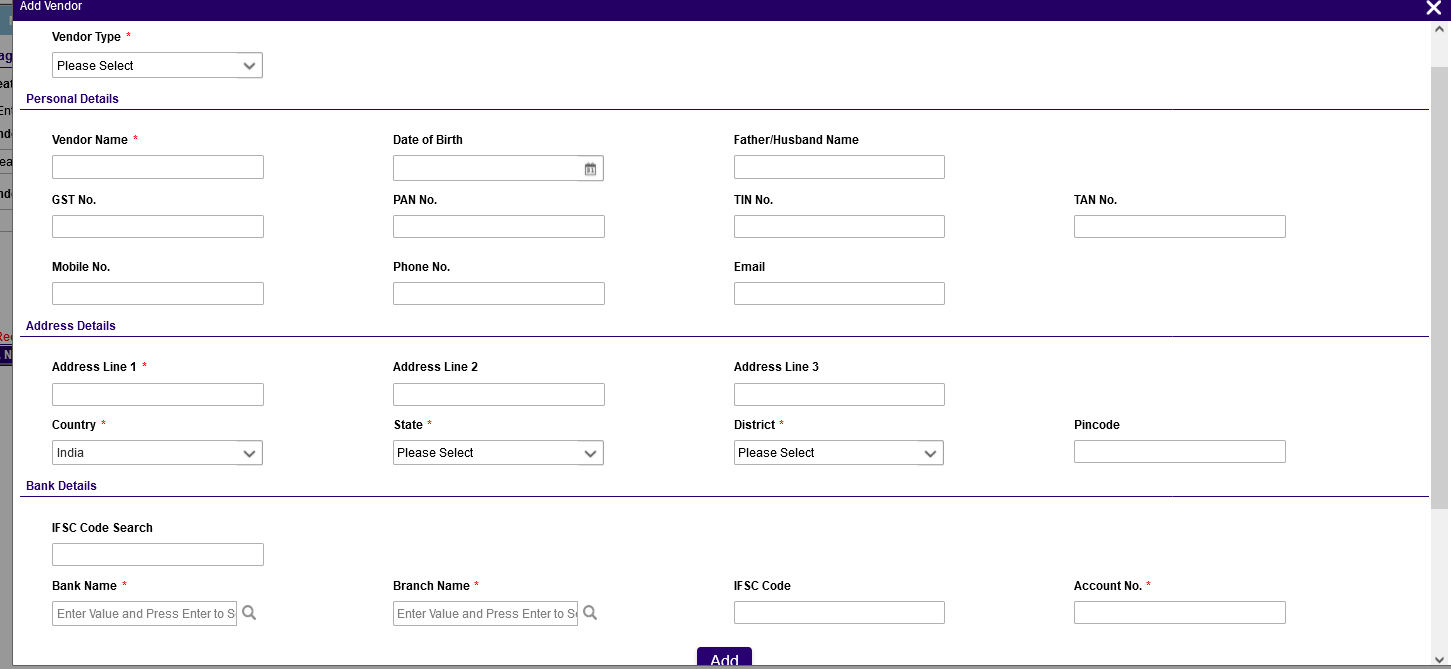 Add Vendor
Vendor Type *
Please Select
Personal Details
Vendor Name * Date of Birth Father/Husband Name
GST No. PAN No. TIN No. TAN No.
Mobile No. Phone No. Email
Address Details
Address Line 1 * Address Line 2 Address Line 3
Country * State * District * Pincode
India Please Select Please Select
Bank Details
IFSC Code Search
Bank Name * Branch Name * IFSC Code Account No. *
Enter Value and Press Enter to Enter Value and Press Enter to
Add